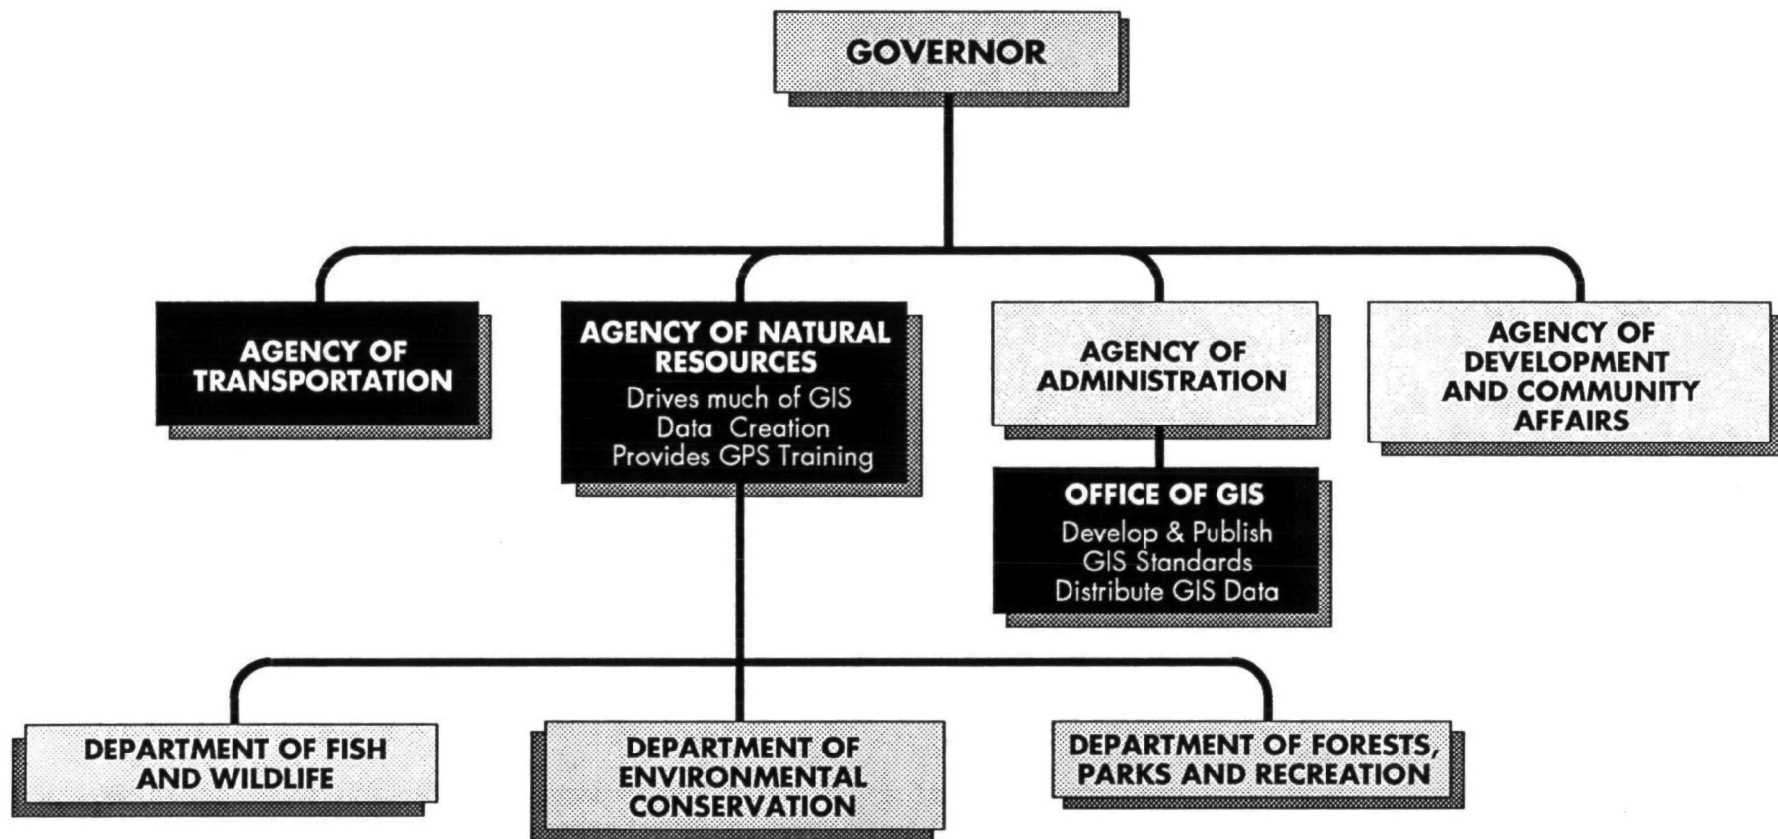 GOVERNOR
AGENCY OF
TRANSPORTATION
AGENCY OF NATURAL
RESOURCES
Drives much of GIS
Data Creation
Provides GPS Training
AGENCY OF
ADMINISTRATION
AGENCY OF
DEVELOPMENT
AND COMMUNITY
AFFAIRS
OFFICE OF GIS
Develop & Publish
GIS Standards
Distribute GIS Data
DEPARTMENT OF FISH
AND WILDLIFE
DEPARTMENT OF
ENVIRONMENTAL
CONSERVATION
DEPARTMENT OF FORESTS,
PARKS AND RECREATION